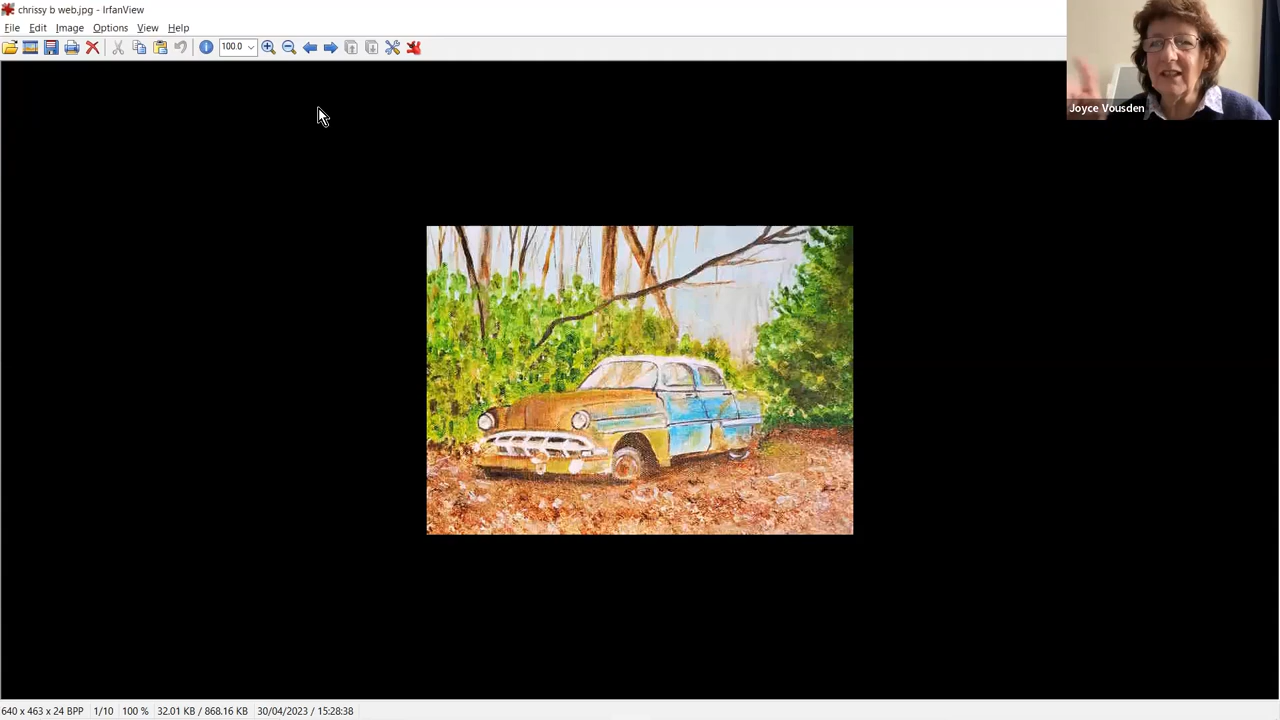 chrissy b web.jpg - IrfanView
File Edit Image Options View Help
100.0
Joyce Vousden
640 x 463 x 24 BPP 1/10 100 % 32.01 KB / 868.16 KB 30/04/2023 / 15:28:38